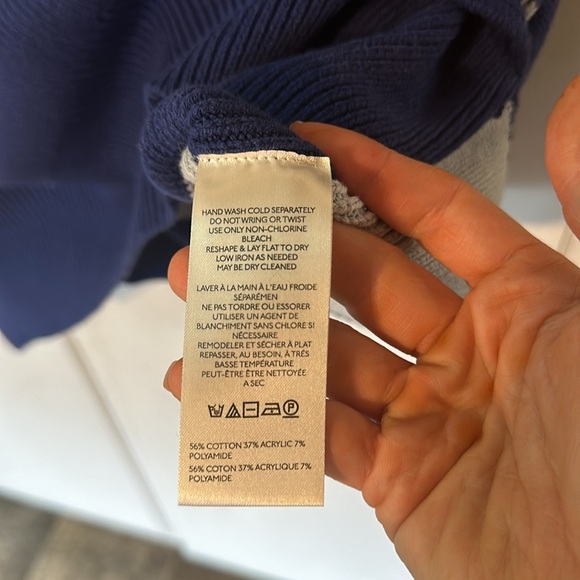 HAND WASH COLD SEPARATELY
DO NOT WRING OR TWIST
USE ONLY NON-CHLORINE
BLEACH
RESHAPE & LAY FLAT TO DRY
LOW IRON AS NEEDED
MAY BE DRY CLEANED
LAVER À LA MAIN À L'EAU FROIDE
SÉPARÉMEN
NE PAS TORDRE OU ESSORER
UTILISER UN AGENT DE
BLANCHIMENT SANS CHLORE SI
NÉCESSAIRE
REMODELER ET SÉCHER À PLAT
REPASSER, AU BESOIN, À TRÉS
BASSE TEMPÉRATURE
PEUT-ÊTRE ÊTRE NETTOYÉE
A SEC
56% COTTON 37% ACRYLIC 7%
POLYAMIDE
56% COTON 37% ACRYLIQUE 7%
POLYAMIDE